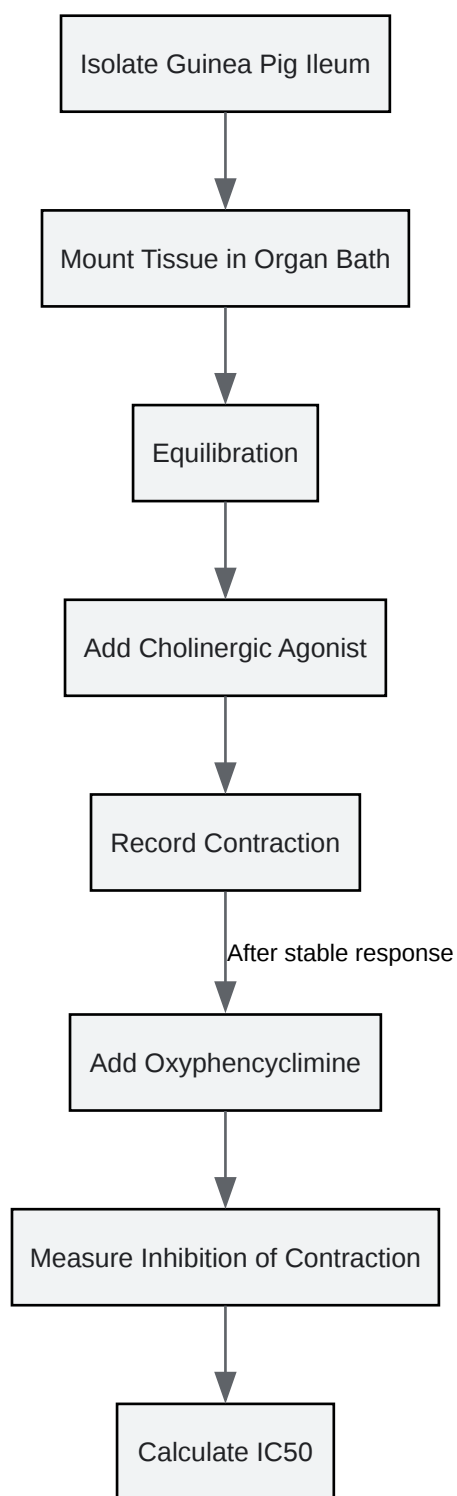 Isolate Guinea Pig Ileum
Mount Tissue in Organ Bath
Equilibration
Add Cholinergic Agonist
Record Contraction
After stable response
Add Oxyphencyclimine
Measure Inhibition of Contraction
Calculate IC50